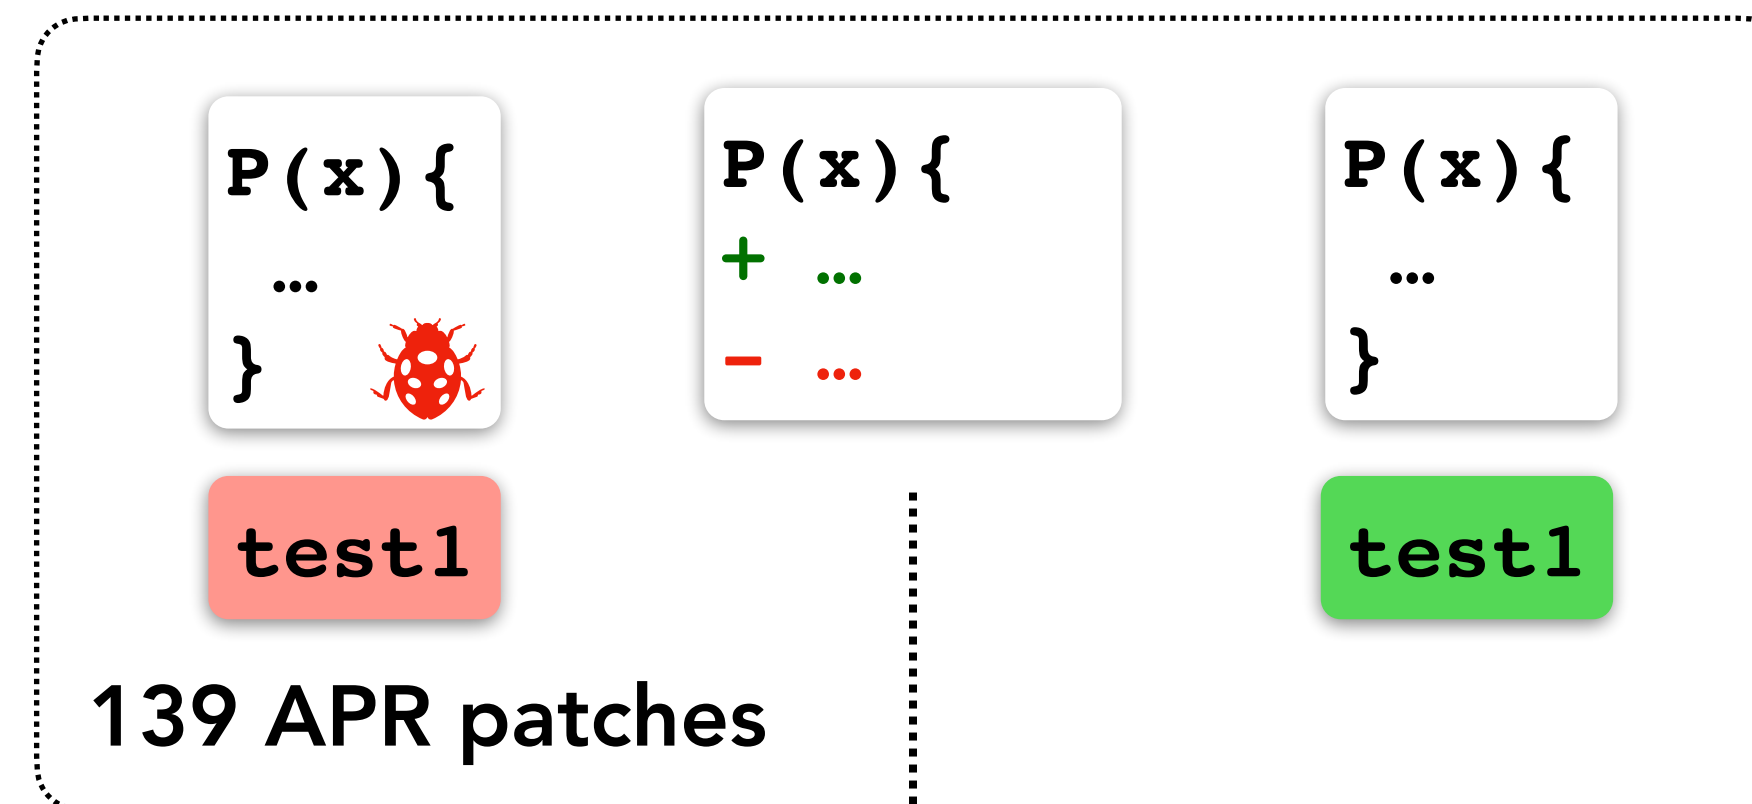 P(x){
…
}
P(x){
+ …
- …
P(x){
…
}
test1
test1
139 APR patches